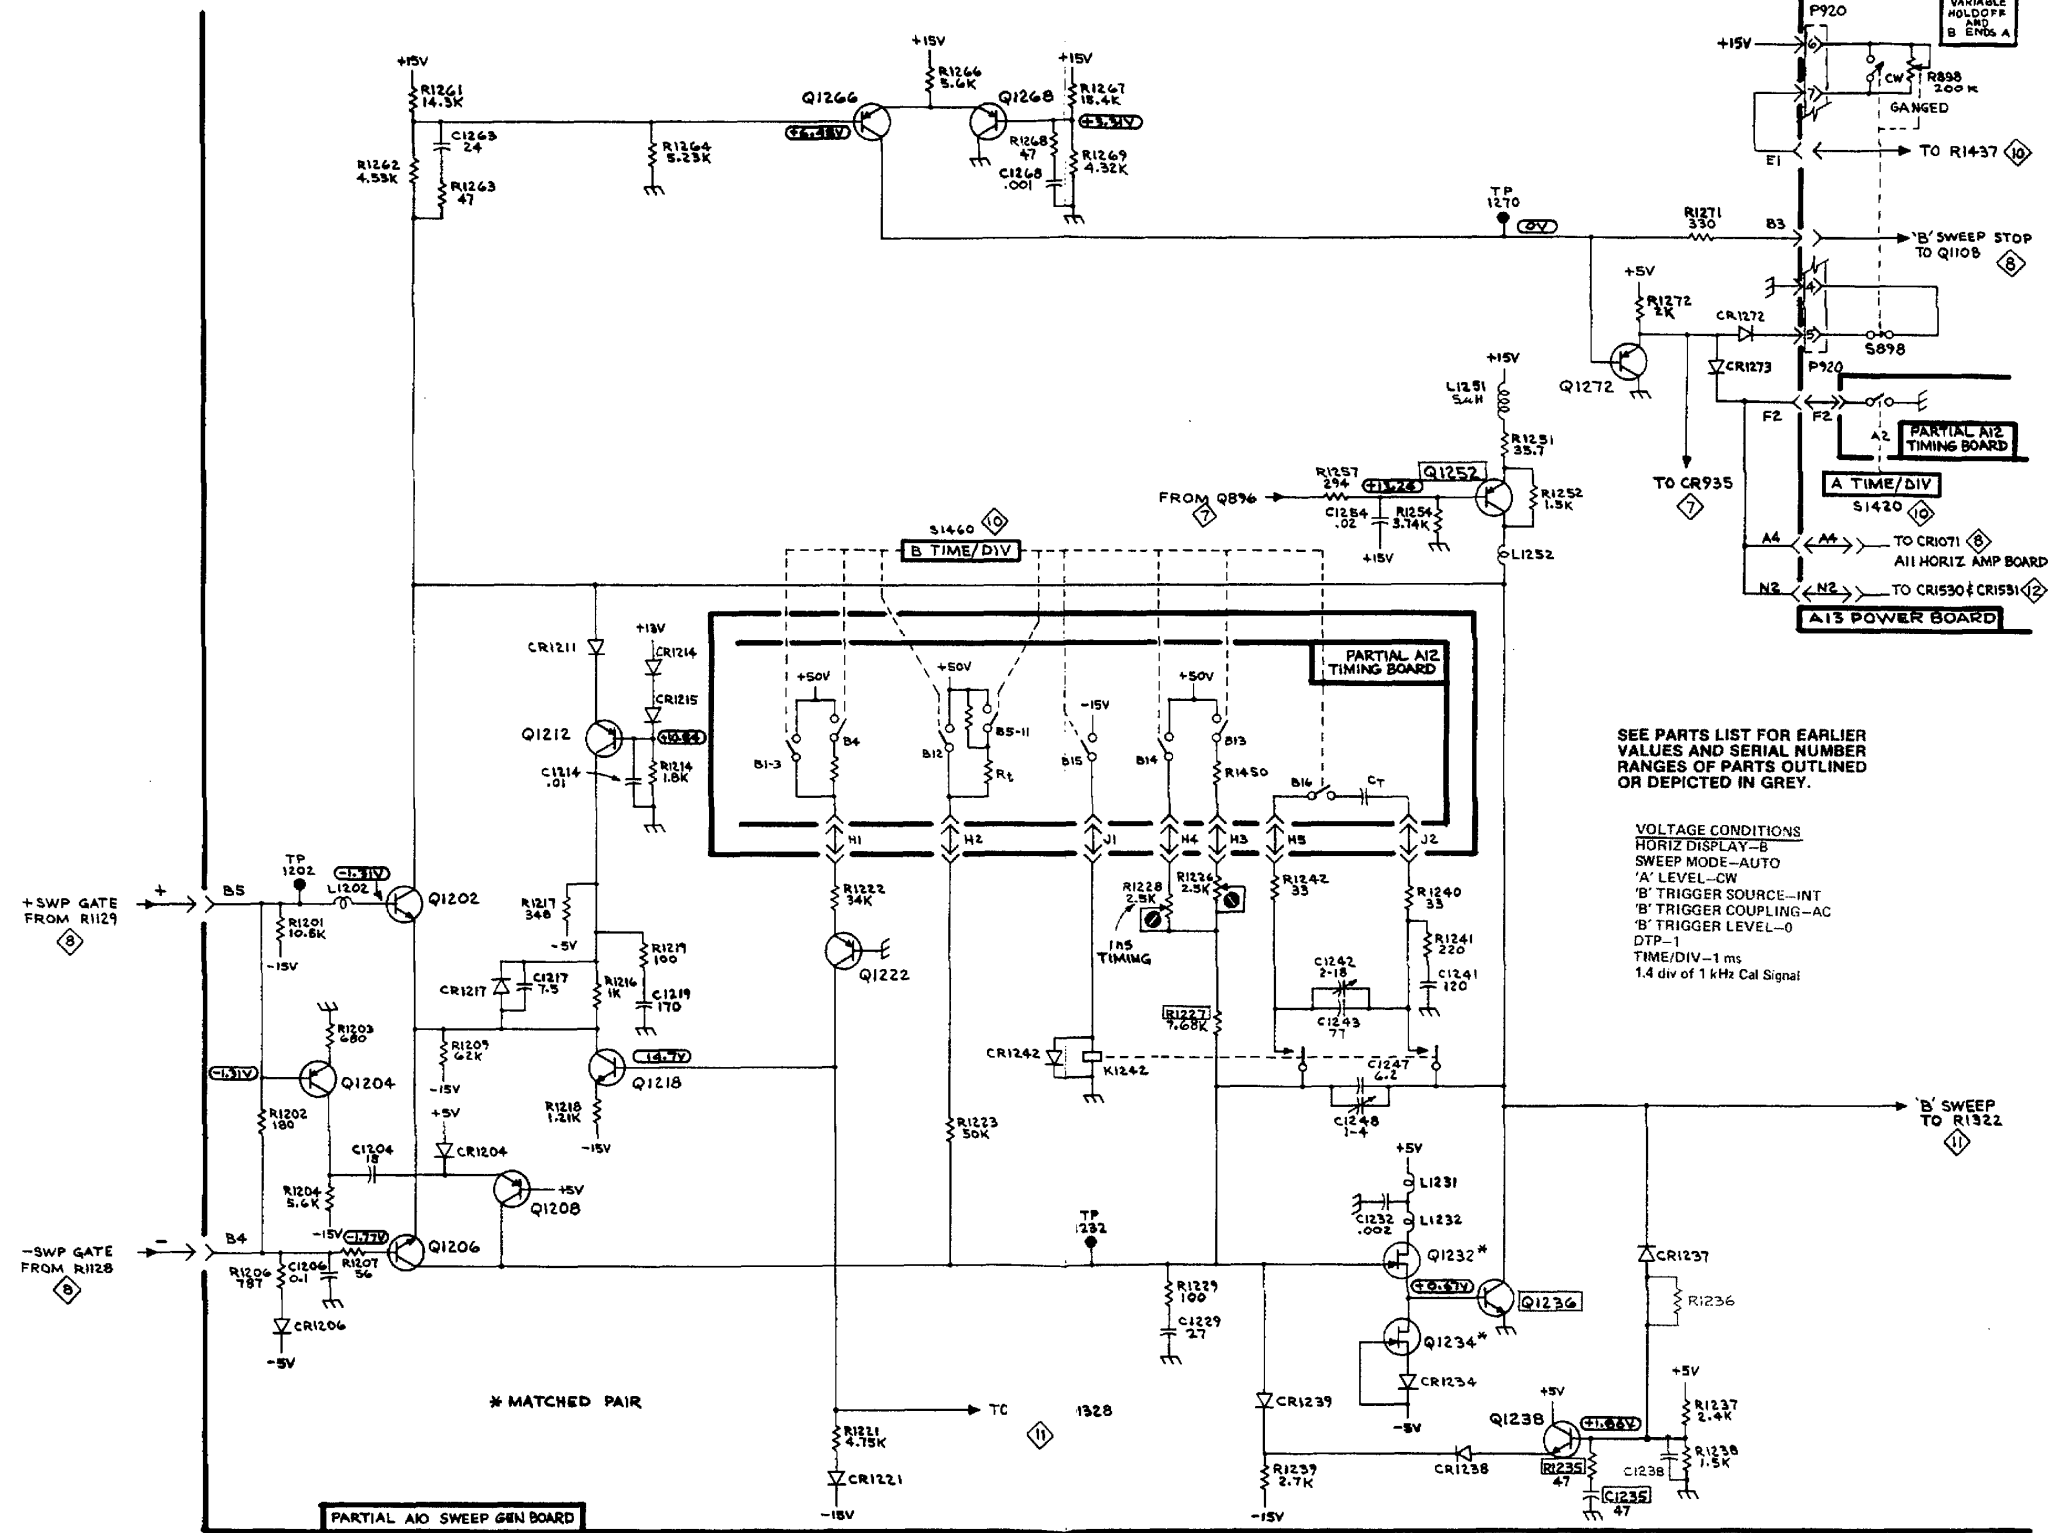 VARIABLE
HOLDOFF
AND
B ENDS A
P920
+15V
6
7
CW
R898
200K
GANGED
E1
TO R1437 10
+15V
R1261
14.3K
C1263
24
R1262
4.53K
R1263
47
R1264
5.23K
Q1266
+15V
R1266
5.6K
Q1268
+15V
R1267
R1268
47
C1268
.001
R1269
4.32K
TP
1270
0V
R1271
330
B3
'B' SWEEP STOP
TO Q1108
8
+5V
R1272
2K
CR1272
4
5
S898
P920
CR1273
Q1272
F2
F2
A2
PARTIAL A12
TIMING BOARD
A TIME/DIV
S1420
10
TO CR935
7
A4
A4
TO CR1071 8
A11 HORIZ AMP BOARD
N2
N2
TO CR1530 & CR1531 12
A13 POWER BOARD
+15V
L1251
5µH
R1251
35.7
Q1252
R1252
1.5K
L1252
FROM Q896
7
R1257
294
+13.24
C1254
.02
R1254
3.74K
+15V
S1460
10
B TIME/DIV
PARTIAL A12
TIMING BOARD
CR1211
CR1214
CR1215
Q1212
C1214
.01
R1214
1.8K
+50V
B1-3
B4
+50V
B12
B5-11
Rt
-15V
B15
+50V
B14
B13
R1450
B16
CT
H1
H2
J1
H4
H3
H5
J2
SEE PARTS LIST FOR EARLIER
VALUES AND SERIAL NUMBER
RANGES OF PARTS OUTLINED
OR DEPICTED IN GREY.
VOLTAGE CONDITIONS
HORIZ DISPLAY–B
SWEEP MODE–AUTO
'A' LEVEL–CW
'B' TRIGGER SOURCE–INT
'B' TRIGGER COUPLING–AC
'B' TRIGGER LEVEL–0
DTP–1
TIME/DIV–1 ms
1.4 div of 1 kHz Cal Signal
+SWP GATE
FROM R1129
8
+
B5
TP
1202
-1.31V
L1202
Q1202
R1201
10.5K
-15V
R1203
680
-1.31V
Q1204
R1202
180
C1204
18
R1204
5.6K
-15V
-1.77V
R1205
62K
-15V
+5V
CR1204
+5V
Q1208
-SWP GATE
FROM R1128
8
-
B4
R1206
787
C1206
0.1
R1207
56
Q1206
CR1206
-5V
R1217
348
-5V
CR1217
C1217
7.5
R1216
1K
R1219
100
C1219
170
Q1218
-14.7V
R1218
1.21K
-15V
R1222
34K
Q1222
R1223
50K
R1228
2.5K
R1226
2.5K
1ns
TIMING
R1227
9.68K
R1242
33
R1240
33
R1241
220
C1241
120
C1242
2-18
C1243
77
CR1242
K1242
C1247
6.2
C1248
1-4
'B' SWEEP
TO R1322
11
TP
1232
+5V
L1231
C1232
.002
L1232
Q1232*
+0.67V
Q1236
Q1234*
CR1234
-5V
R1229
100
C1229
27
CR1237
R1236
CR1239
+5V
Q1238
+1.86V
+5V
R1237
2.4K
R1238
1.5K
C1238
R1235
47
C1235
47
CR1238
R1239
2.7K
-15V
* MATCHED PAIR
1328
11
R1221
4.75K
CR1221
-15V
PARTIAL A10 SWEEP GEN BOARD